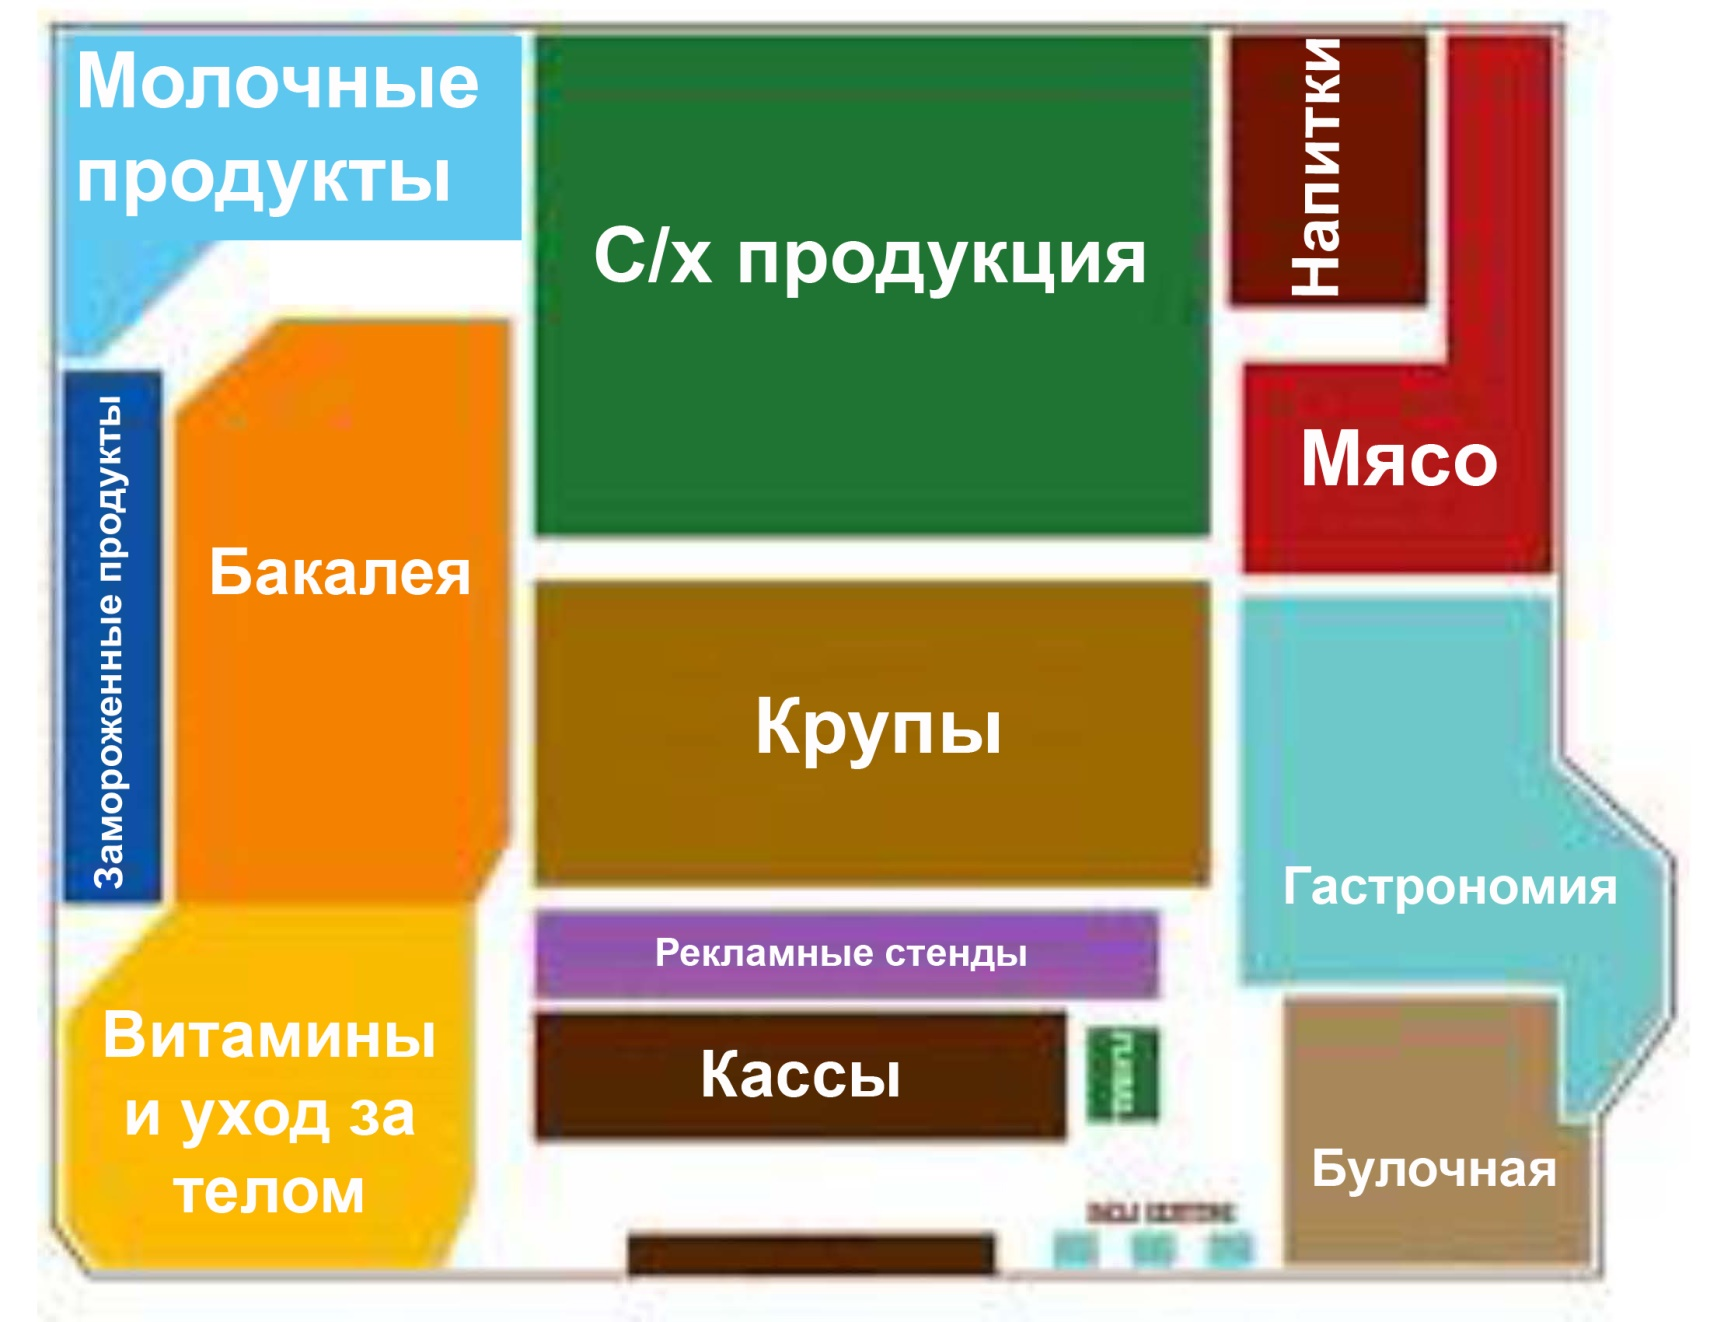 Молочные
продукты
С/х продукция
Напитки
Мясо
Замороженные продукты
Бакалея
Крупы
Гастрономия
Рекламные стенды
Витамины
и уход за
телом
Кассы
Булочная